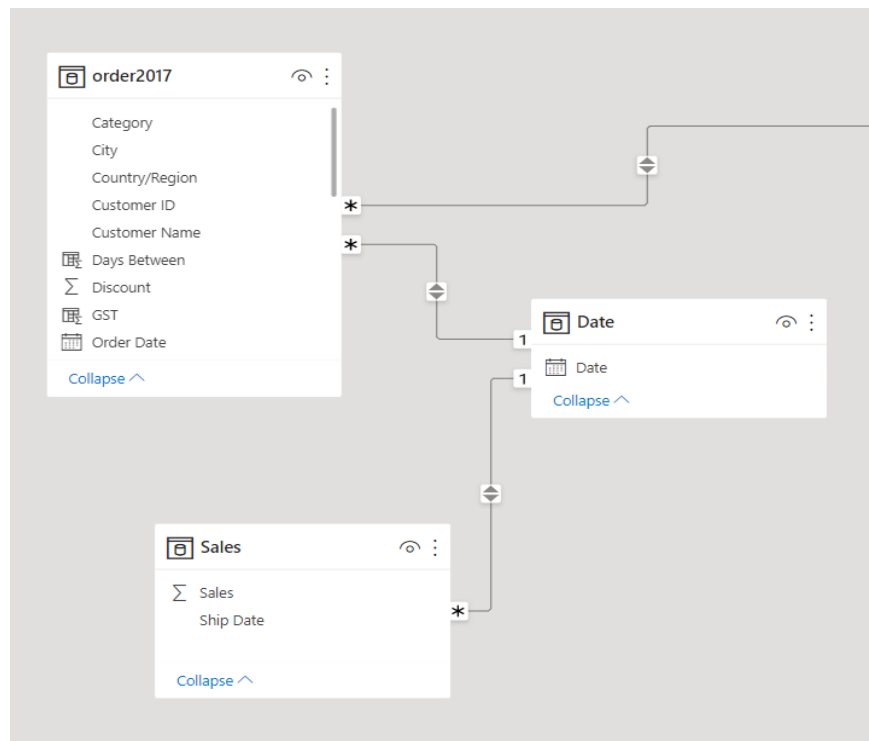 order2017
Category
City
Country/Region
Customer ID
Customer Name
Days Between
Discount
GST
Order Date
Collapse
*
*
1
1
Date
Date
Collapse
Sales
Sales
Ship Date
*
Collapse